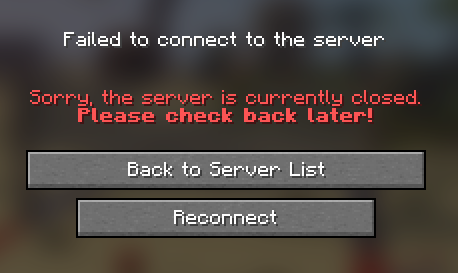 Failed to connect to the server
Sorry, the server is currently closed.
Please check back later!
Back to Server List
Reconnect